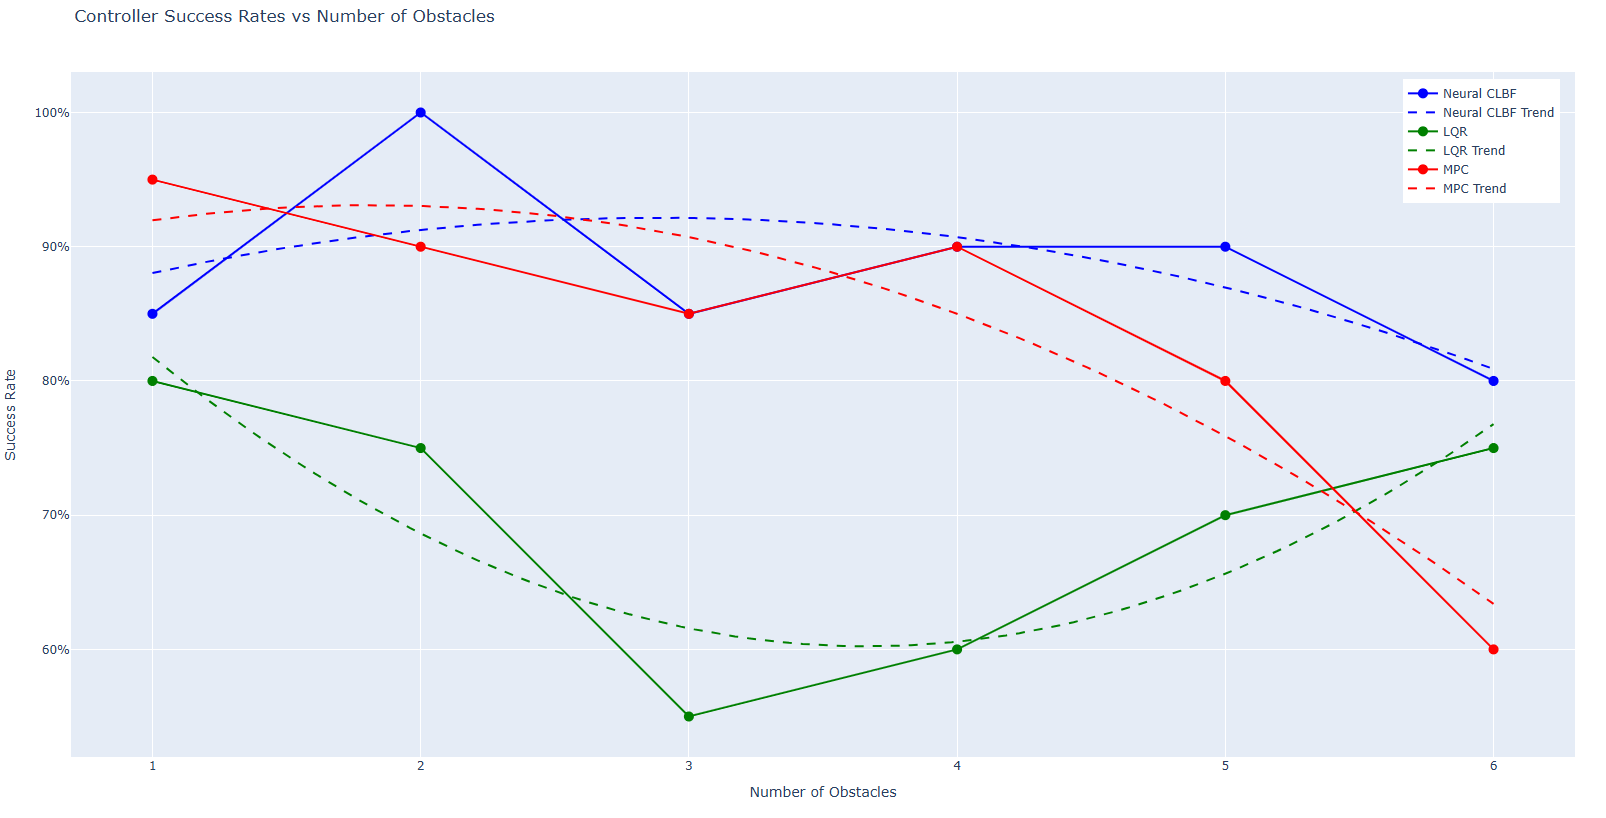 Controller Success Rates vs Number of Obstacles
Neural CLBF
Neural CLBF Trend
LQR
LQR Trend
MPC
MPC Trend
100%
90%
80%
70%
60%
Success Rate
1 2 3 4 5 6
Number of Obstacles